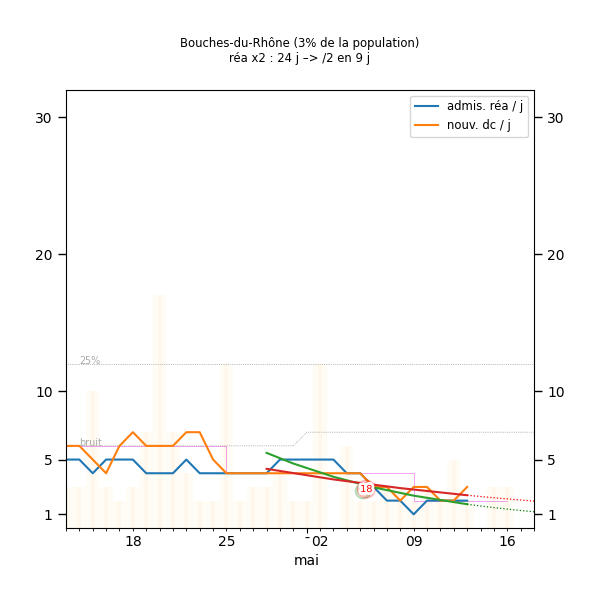 Bouches-du-Rhône (3% de la population)
réa x2 : 24 j –> /2 en 9 j
admis. réa / j
nouv. dc / j
30
30
20
20
25%
10
10
bruit
5
5
18
1
1
18
25
02
09
16
mai